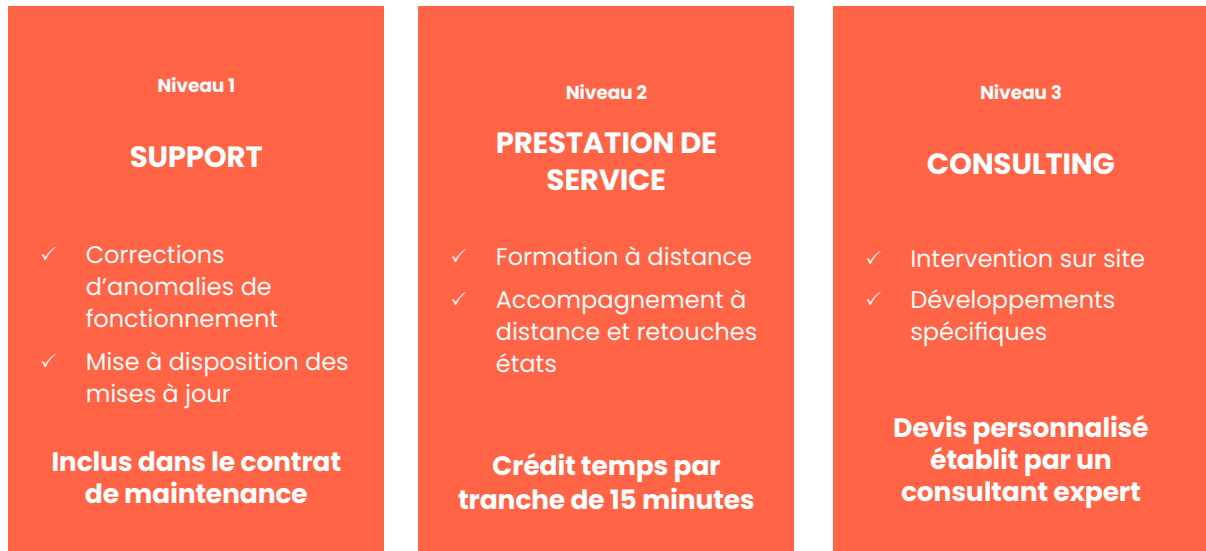 Niveau 1
SUPPORT
✓ Corrections
d’anomalies de
fonctionnement
✓ Mise à disposition des
mises à jour
Inclus dans le contrat
de maintenance
Niveau 2
PRESTATION DE
SERVICE
✓ Formation à distance
✓ Accompagnement à
distance et retouches
états
Crédit temps par
tranche de 15 minutes
Niveau 3
CONSULTING
✓ Intervention sur site
✓ Développements
spécifiques
Devis personnalisé
établit par un
consultant expert